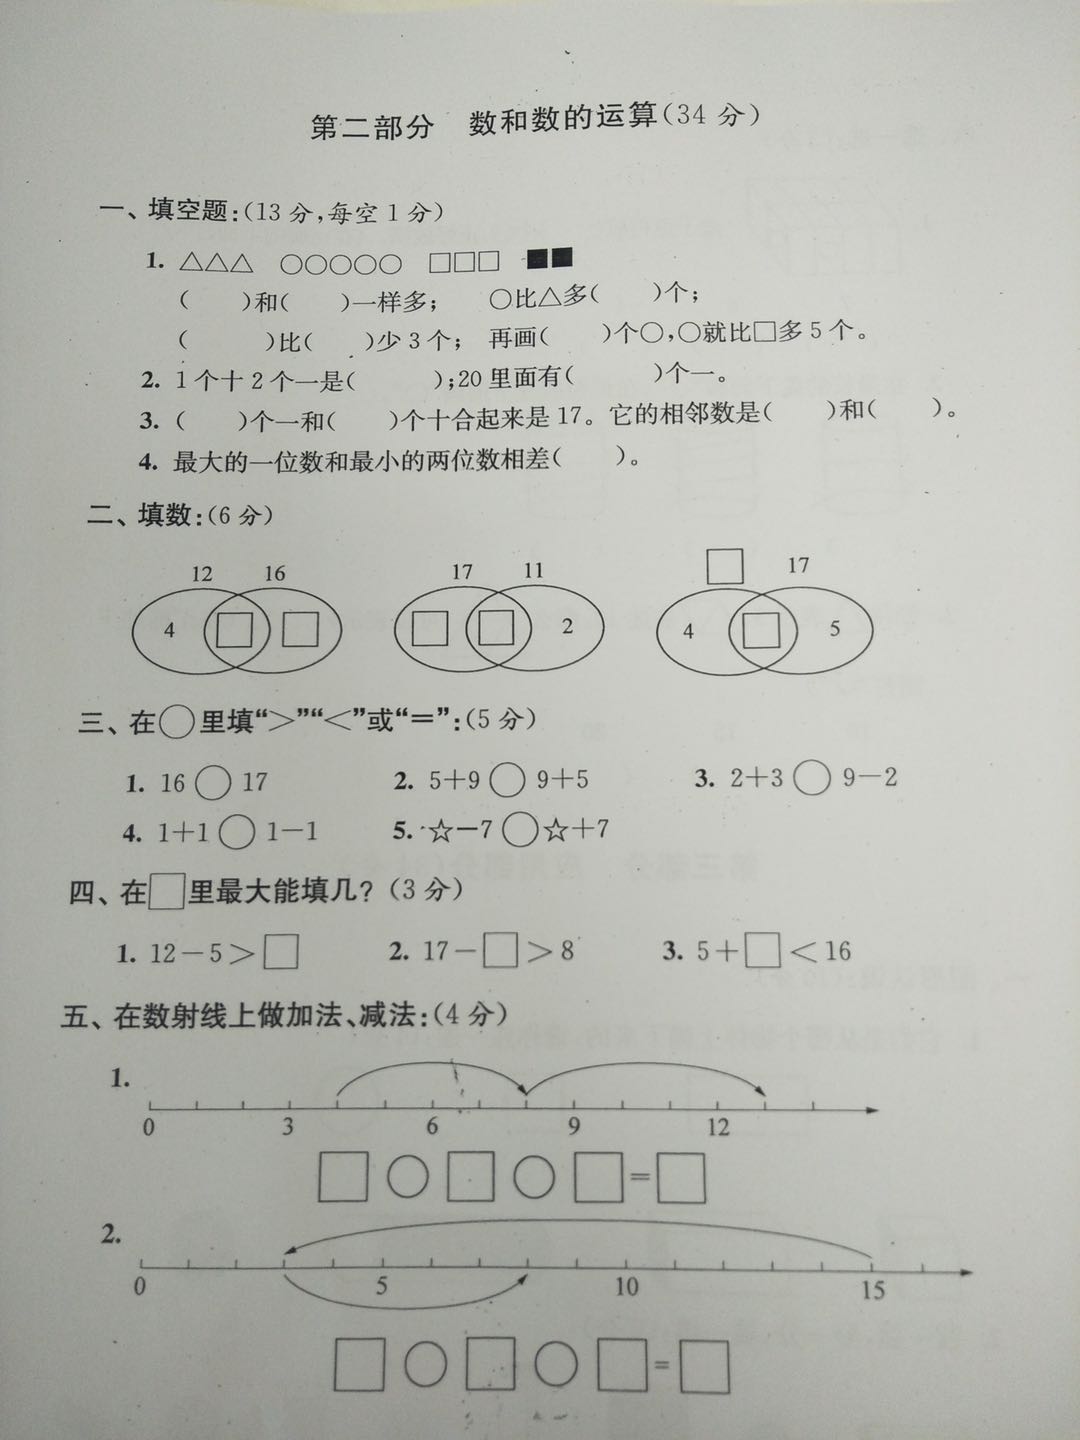 第二部分 数和数的运算(34 分)
一、填空题:(13 分,每空 1 分)
1. △△△ ○○○○○ □□□ ■■
( )和( )一样多; ○比△多( )个;
( )比( )少 3 个; 再画( )个○,○就比□多 5 个。
2. 1 个十 2 个一是( );20 里面有( )个一。
3. ( )个一和( )个十合起来是 17。它的相邻数是( )和( )。
4. 最大的一位数和最小的两位数相差( )。
二、填数:(6 分)
12 16 17 11 □ 17
4 □ □ □ □ 2 4 □ 5
三、在○里填“>”“<”或“=”:(5 分)
1. 16 ○ 17 2. 5+9 ○ 9+5 3. 2+3 ○ 9-2
4. 1+1 ○ 1-1 5. ☆-7 ○ ☆+7
四、在□里最大能填几?(3 分)
1. 12-5>□ 2. 17-□>8 3. 5+□<16
五、在数射线上做加法、减法:(4 分)
1.
0 3 6 9 12
□○□○□=□
2.
0 5 10 15
□○□○□=□